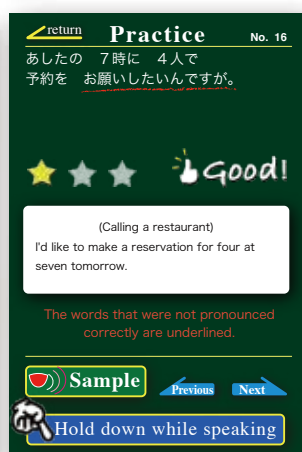 return
Practice
No. 16
あしたの　7時に　4人で
予約を　お願いしたいんですが。
Good!
(Calling a restaurant)
I'd like to make a reservation for four at
seven tomorrow.
The words that were not pronounced
correctly are underlined.
Sample
Previous
Next
Hold down while speaking